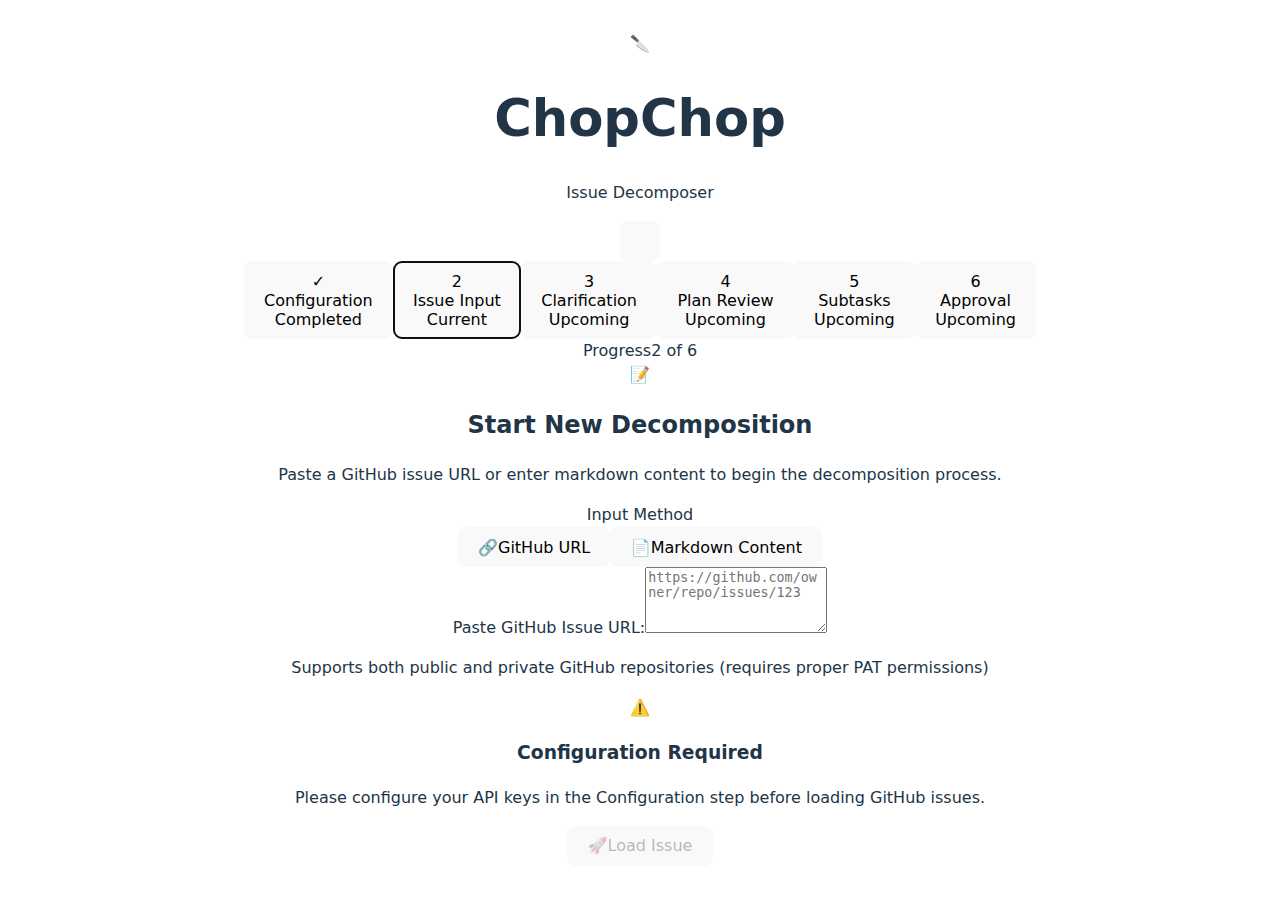 ChopChop
Issue Decomposer
✓
Configuration
Completed
2
Issue Input
Current
3
Clarification
Upcoming
4
Plan Review
Upcoming
5
Subtasks
Upcoming
6
Approval
Upcoming
Progress2 of 6
Start New Decomposition
Paste a GitHub issue URL or enter markdown content to begin the decomposition process.
Input Method
🔗GitHub URL
📄Markdown Content
Paste GitHub Issue URL:
https://github.com/ow
ner/repo/issues/123
Supports both public and private GitHub repositories (requires proper PAT permissions)
Configuration Required
Please configure your API keys in the Configuration step before loading GitHub issues.
🚀Load Issue